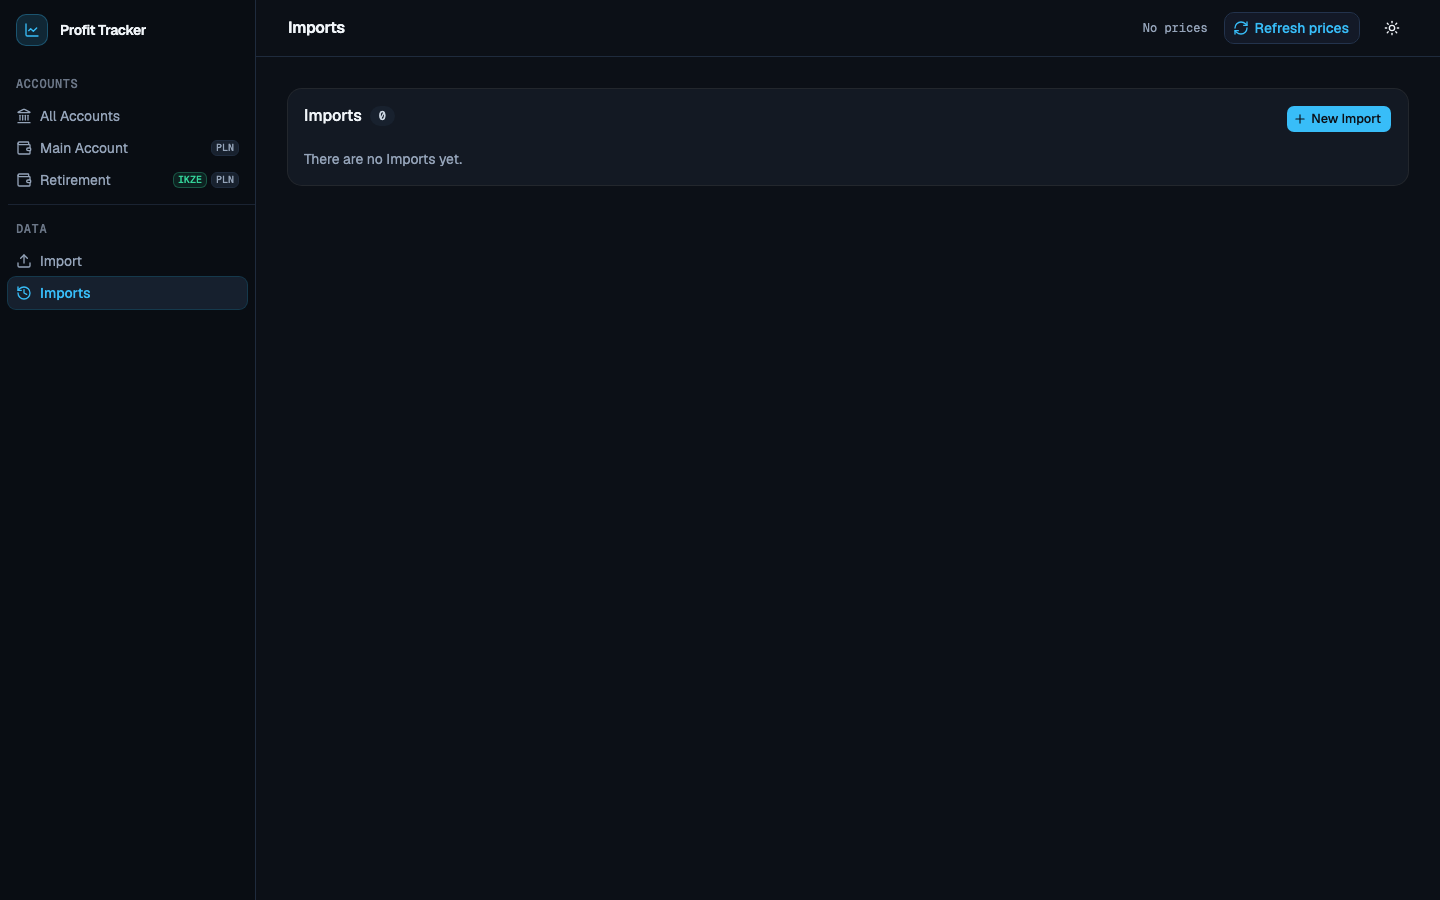 Profit Tracker
Imports
No prices
Refresh prices
ACCOUNTS
All Accounts
Main Account PLN
Retirement IKZE PLN
DATA
Import
Imports
Imports 0
New Import
There are no Imports yet.